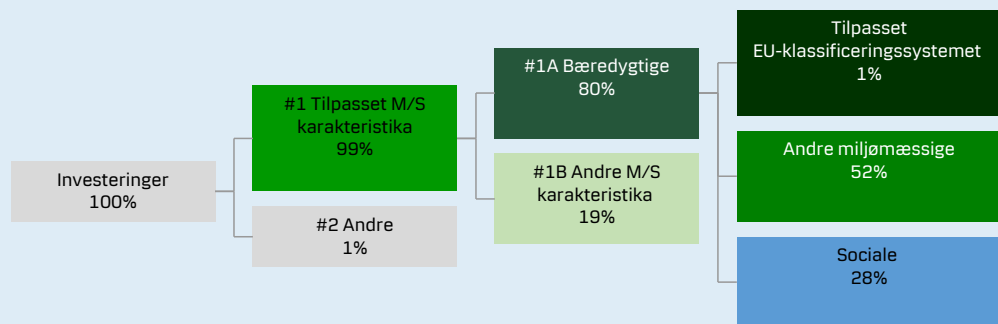 Investeringer
100%
#1 Tilpasset M/S
karakteristika
99%
#2 Andre
1%
#1A Bæredygtige
80%
#1B Andre M/S
karakteristika
19%
Tilpasset
EU-klassificeringssystemet
1%
Andre miljømæssige
52%
Sociale
28%